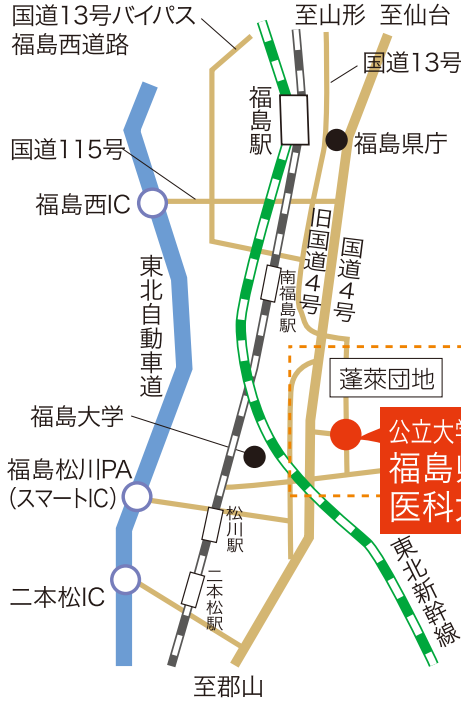 国道13号バイパス
福島西道路
至山形
至仙台
国道13号
福島駅
福島県庁
国道115号
福島西IC
旧国道4号
国道4号
東北自動車道
南福島駅
蓬萊団地
福島大学
公立大学
福島県
医科大
福島松川PA
（スマートIC）
松川駅
東北新幹線
二本松IC
二本松駅
至郡山